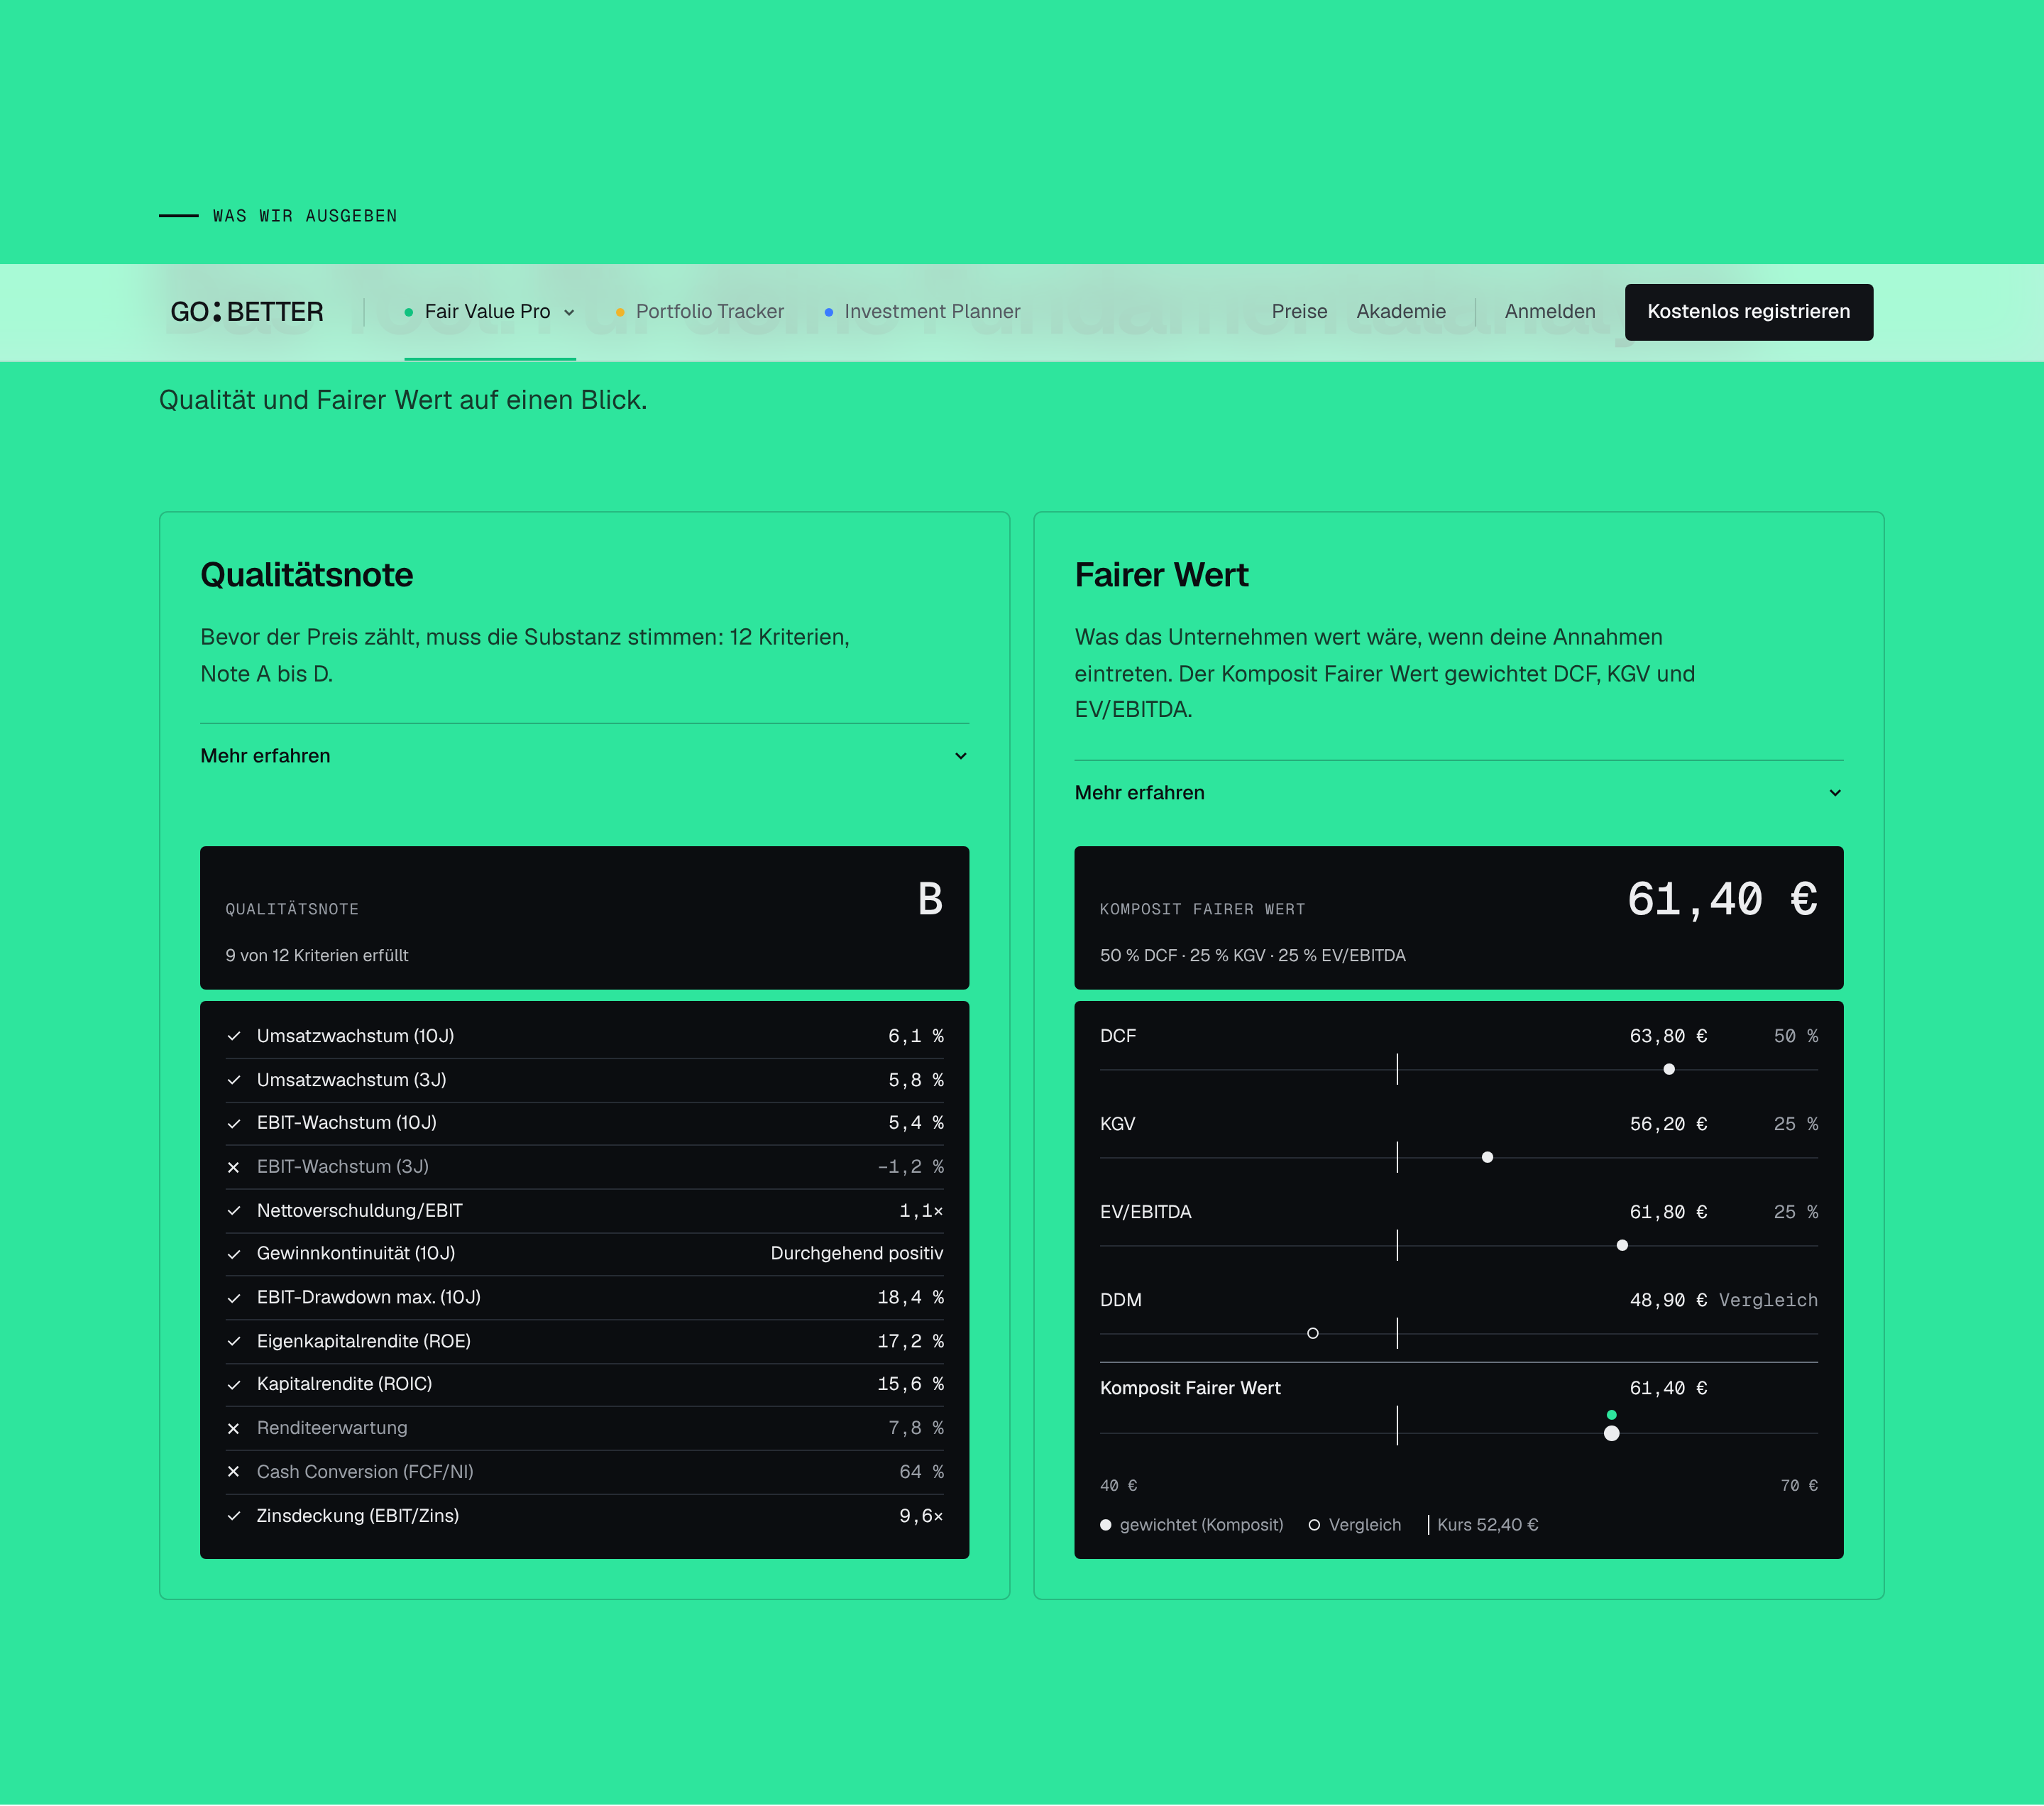 WAS WIR AUSGEBEN
GO:BETTER
Fair Value Pro
Portfolio Tracker
Investment Planner
Preise
Akademie
Anmelden
Kostenlos registrieren
Qualität und Fairer Wert auf einen Blick.
Qualitätsnote
Bevor der Preis zählt, muss die Substanz stimmen: 12 Kriterien,
Note A bis D.
Mehr erfahren
QUALITÄTSNOTE
B
9 von 12 Kriterien erfüllt
Umsatzwachstum (10J) 6,1 %
Umsatzwachstum (3J) 5,8 %
EBIT-Wachstum (10J) 5,4 %
EBIT-Wachstum (3J) −1,2 %
Nettoverschuldung/EBIT 1,1×
Gewinnkontinuität (10J) Durchgehend positiv
EBIT-Drawdown max. (10J) 18,4 %
Eigenkapitalrendite (ROE) 17,2 %
Kapitalrendite (ROIC) 15,6 %
Renditeerwartung 7,8 %
Cash Conversion (FCF/NI) 64 %
Zinsdeckung (EBIT/Zins) 9,6×
Fairer Wert
Was das Unternehmen wert wäre, wenn deine Annahmen
eintreten. Der Komposit Fairer Wert gewichtet DCF, KGV und
EV/EBITDA.
Mehr erfahren
KOMPOSIT FAIRER WERT
61,40 €
50 % DCF · 25 % KGV · 25 % EV/EBITDA
DCF 63,80 € 50 %
KGV 56,20 € 25 %
EV/EBITDA 61,80 € 25 %
DDM 48,90 € Vergleich
Komposit Fairer Wert 61,40 €
40 € 70 €
gewichtet (Komposit) Vergleich Kurs 52,40 €